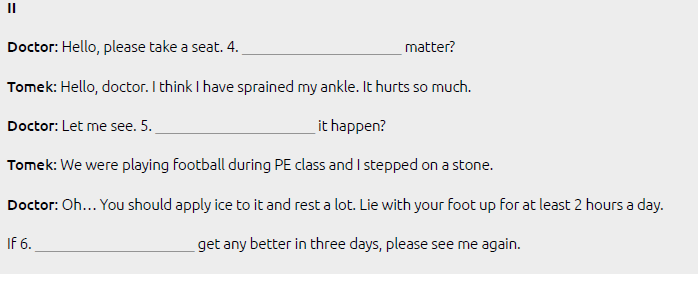 II
Doctor: Hello, please take a seat. 4. ______________________ matter?
Tomek: Hello, doctor. I think I have sprained my ankle. It hurts so much.
Doctor: Let me see. 5. ______________________ it happen?
Tomek: We were playing football during PE class and I stepped on a stone.
Doctor: Oh… You should apply ice to it and rest a lot. Lie with your foot up for at least 2 hours a day.
If 6. ______________________ get any better in three days, please see me again.